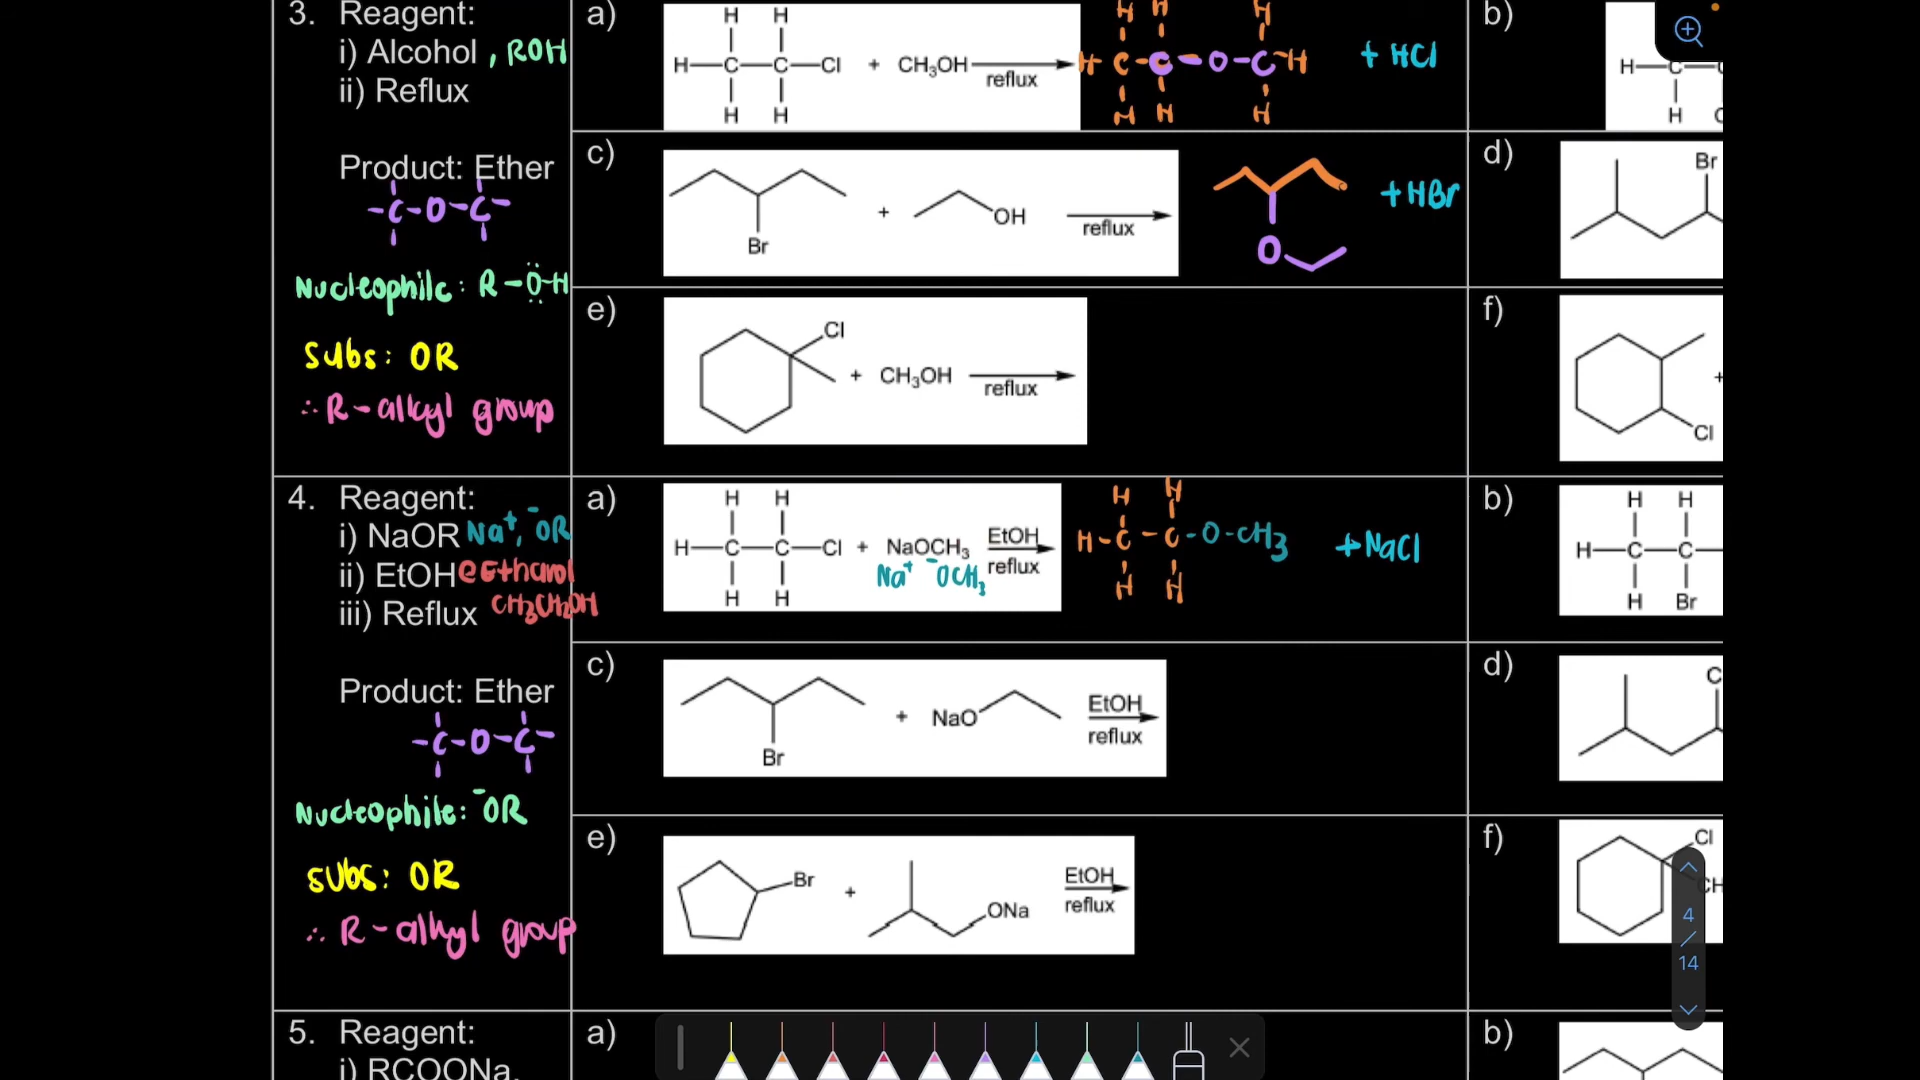 3. Reagent:
i) Alcohol , ROH
ii) Reflux
Product: Ether
-C-O-C-
Nucleophile: R-Ö-H
Subs: OR
∴ R-alkyl group
a)
H H
H-C-C-Cl + CH₃OH
reflux
H H
H H H
H C-C-O-C-H + HCl
H H H
b)
H-C
H
c)
Br
+
OH
reflux
O
+HBr
d)
Br
e)
Cl
+ CH₃OH
reflux
f)
+
Cl
4. Reagent:
i) NaOR Na⁺, ⁻OR
ii) EtOH @Ethanol
CH₃CH₂OH
iii) Reflux
Product: Ether
-C-O-C-
Nucleophile: ⁻OR
subs: OR
∴ R-alkyl group
a)
H H
H-C-C-Cl + NaOCH₃ EtOH
Na⁺ ⁻OCH₃ reflux
H H
H H
H-C-C-O-CH₃ +NaCl
H H
b)
H H
H-C-C
H Br
c)
Br
+ NaO
EtOH
reflux
d)
C
e)
Br
+
ONa
EtOH
reflux
f)
Cl
CH
4
/
14
5. Reagent:
i) RCOONa,
a)
b)